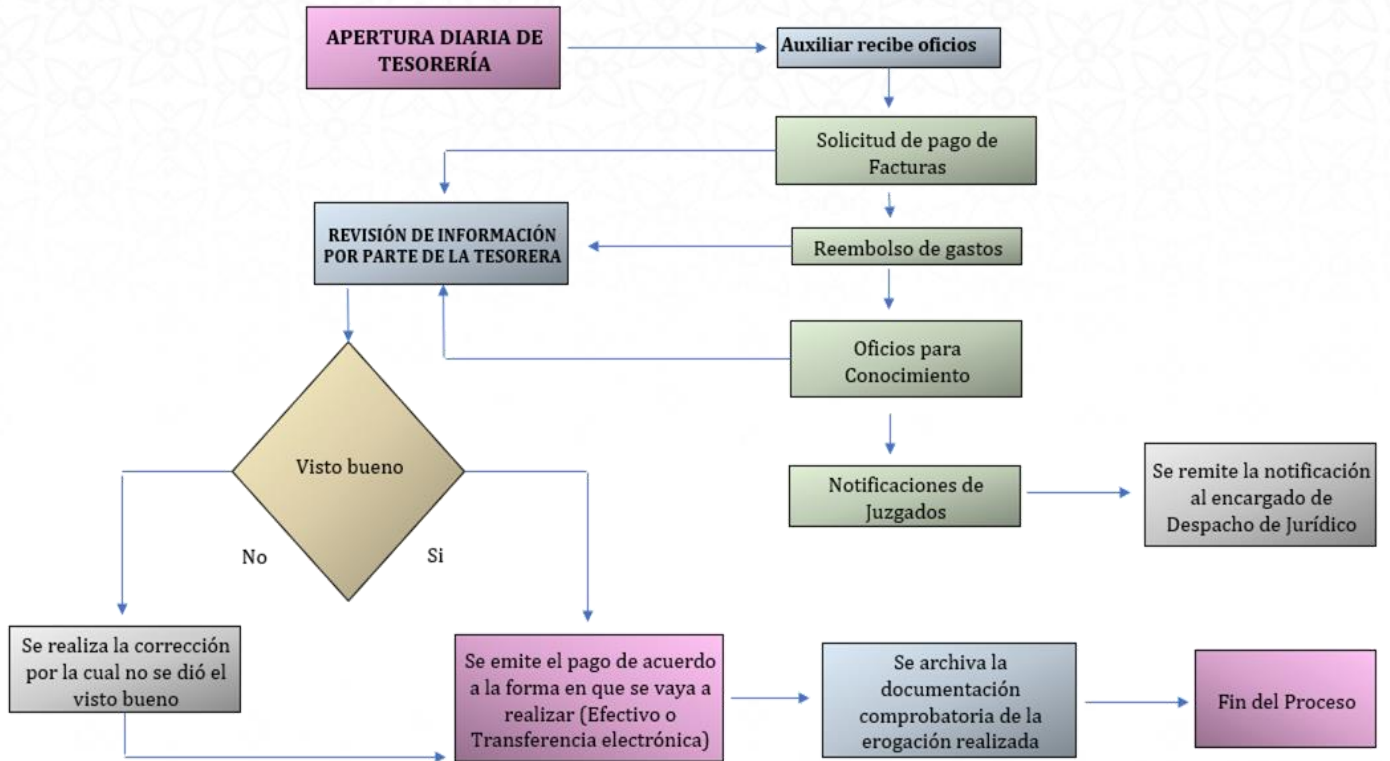 APERTURA DIARIA DE
TESORERÍA
Auxiliar recibe oficios
Solicitud de pago de
Facturas
REVISIÓN DE INFORMACIÓN
POR PARTE DE LA TESORERA
Reembolso de gastos
Oficios para
Conocimiento
Visto bueno
Notificaciones de
Juzgados
Se remite la notificación
al encargado de
Despacho de Jurídico
No
Si
Se realiza la corrección
por la cual no se dió el
visto bueno
Se emite el pago de acuerdo
a la forma en que se vaya a
realizar (Efectivo o
Transferencia electrónica)
Se archiva la
documentación
comprobatoria de la
erogación realizada
Fin del Proceso